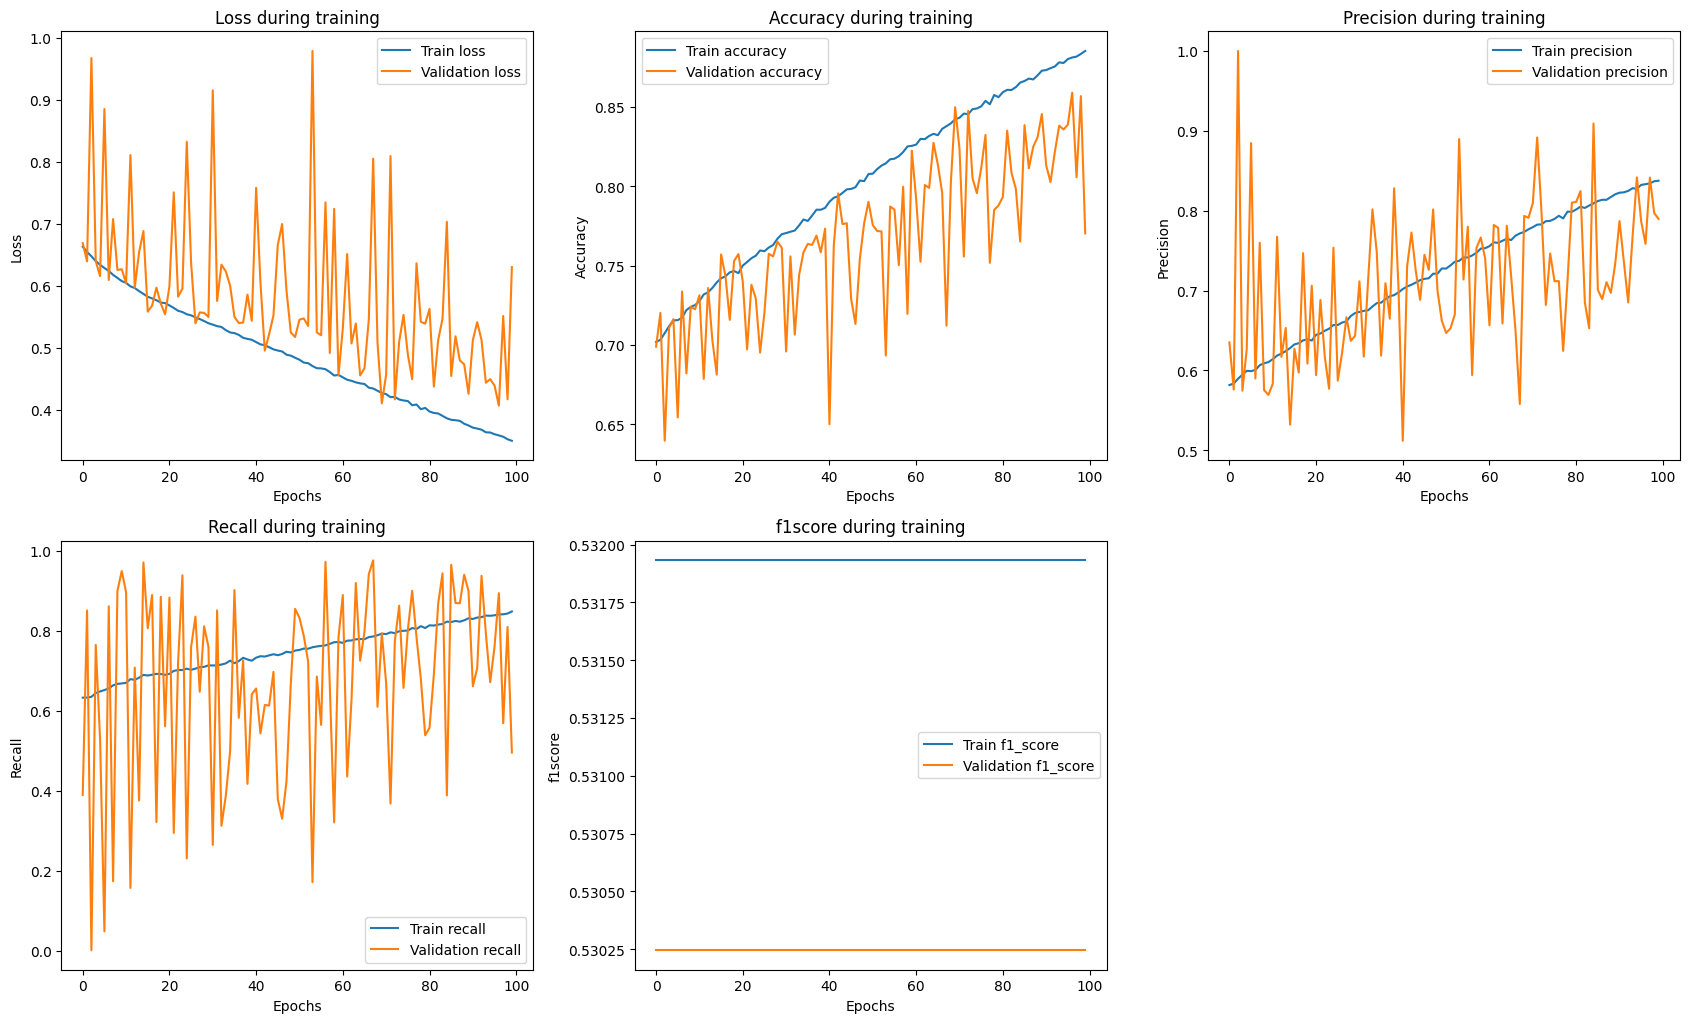 Loss during training
Loss
1.0
0.9
0.8
0.7
0.6
0.5
0.4
Train loss
Validation loss
0 20 40 60 80 100
Epochs
Accuracy during training
Accuracy
0.85
0.80
0.75
0.70
0.65
Train accuracy
Validation accuracy
0 20 40 60 80 100
Epochs
Precision during training
Precision
1.0
0.9
0.8
0.7
0.6
0.5
Train precision
Validation precision
0 20 40 60 80 100
Epochs
Recall during training
Recall
1.0
0.8
0.6
0.4
0.2
0.0
Train recall
Validation recall
0 20 40 60 80 100
Epochs
f1score during training
f1score
0.53200
0.53175
0.53150
0.53125
0.53100
0.53075
0.53050
0.53025
Train f1_score
Validation f1_score
0 20 40 60 80 100
Epochs